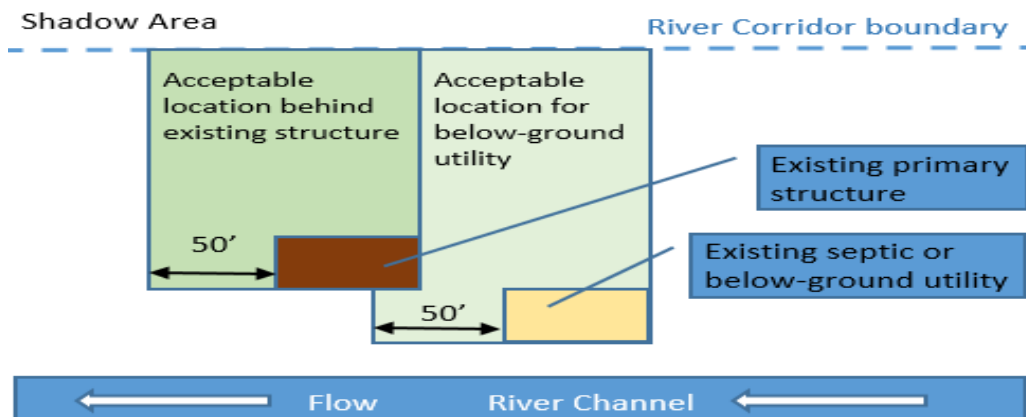 Shadow Area
River Corridor boundary
Acceptable
location behind
existing structure
Acceptable
location for
below-ground
utility
Existing primary
structure
50’
Existing septic or
below-ground utility
50’
Flow
River Channel